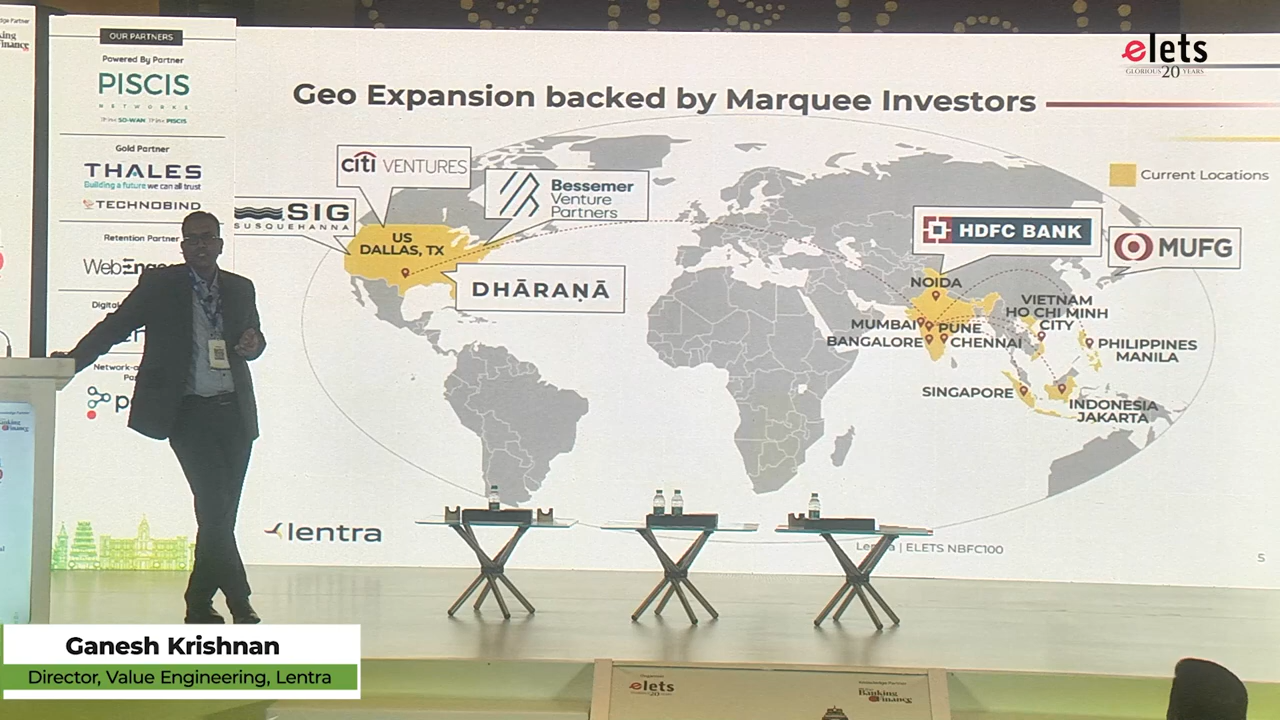 OUR PARTNERS
Powered By Partner
PISCIS
NETWORKS
Gold Partner
THALES
Building a future we can all trust
TECHNOBIND
Retention Partner
elets
GLORIOUS 20 YEARS
Geo Expansion backed by Marquee Investors
Current Locations
citi VENTURES
Bessemer
Venture
Partners
SIG
SUSQUEHANNA
US
DALLAS, TX
DHĀRAṆĀ
HDFC BANK
MUFG
NOIDA
MUMBAI
PUNE
BANGALORE
CHENNAI
VIETNAM
HO CHI MINH
CITY
PHILIPPINES
MANILA
SINGAPORE
INDONESIA
JAKARTA
lentra
| ELETS NBFC100
5
Ganesh Krishnan
Director, Value Engineering, Lentra
elets
Banking
Finance